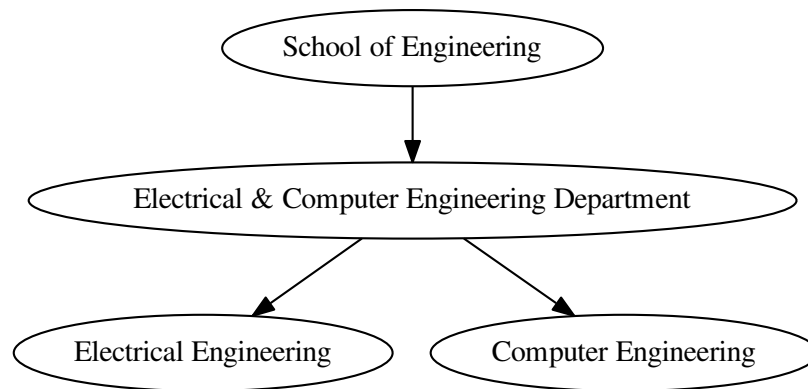 School of Engineering
Electrical & Computer Engineering Department
Electrical Engineering
Computer Engineering